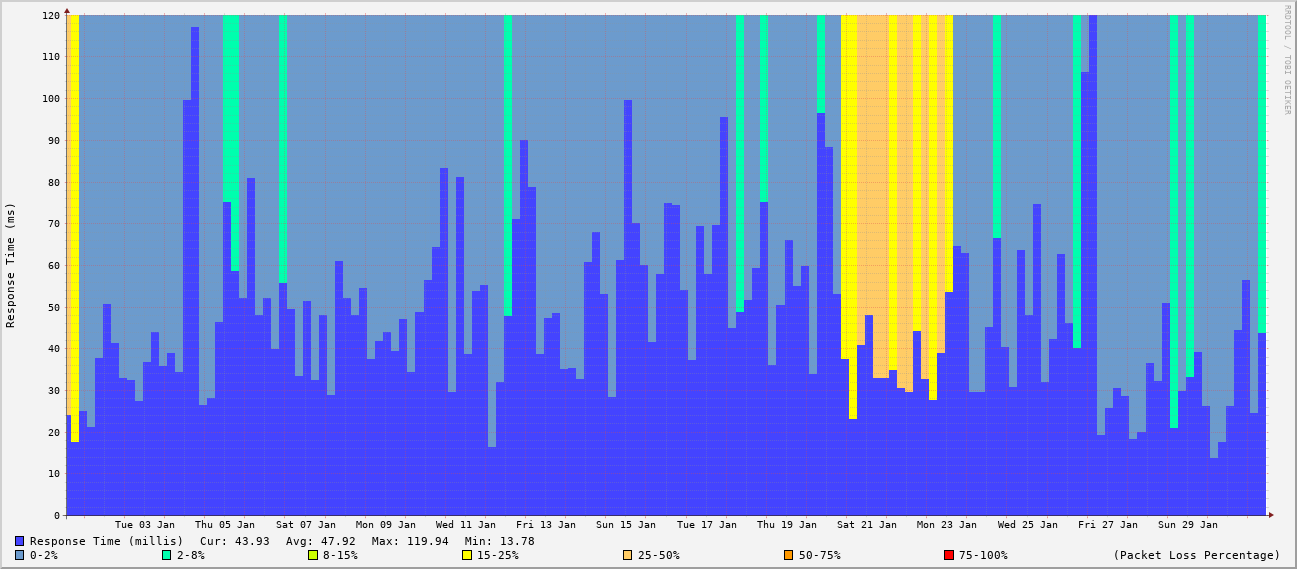 RRDTOOL / TOBI OETIKER
Response Time (ms)
120
110
100
90
80
70
60
50
40
30
20
10
0
Tue 03 Jan Thu 05 Jan Sat 07 Jan Mon 09 Jan Wed 11 Jan Fri 13 Jan Sun 15 Jan Tue 17 Jan Thu 19 Jan Sat 21 Jan Mon 23 Jan Wed 25 Jan Fri 27 Jan Sun 29 Jan
Response Time (millis) Cur: 43.93 Avg: 47.92 Max: 119.94 Min: 13.78
0-2% 2-8% 8-15% 15-25% 25-50% 50-75% 75-100% (Packet Loss Percentage)